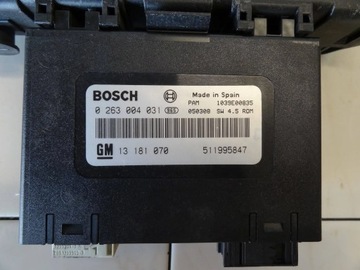 BOSCH
Made in Spain
0 263 004 031
PAM 1039E00835
050308 SW 4.5 ROM
GM 13 181 070 511995847